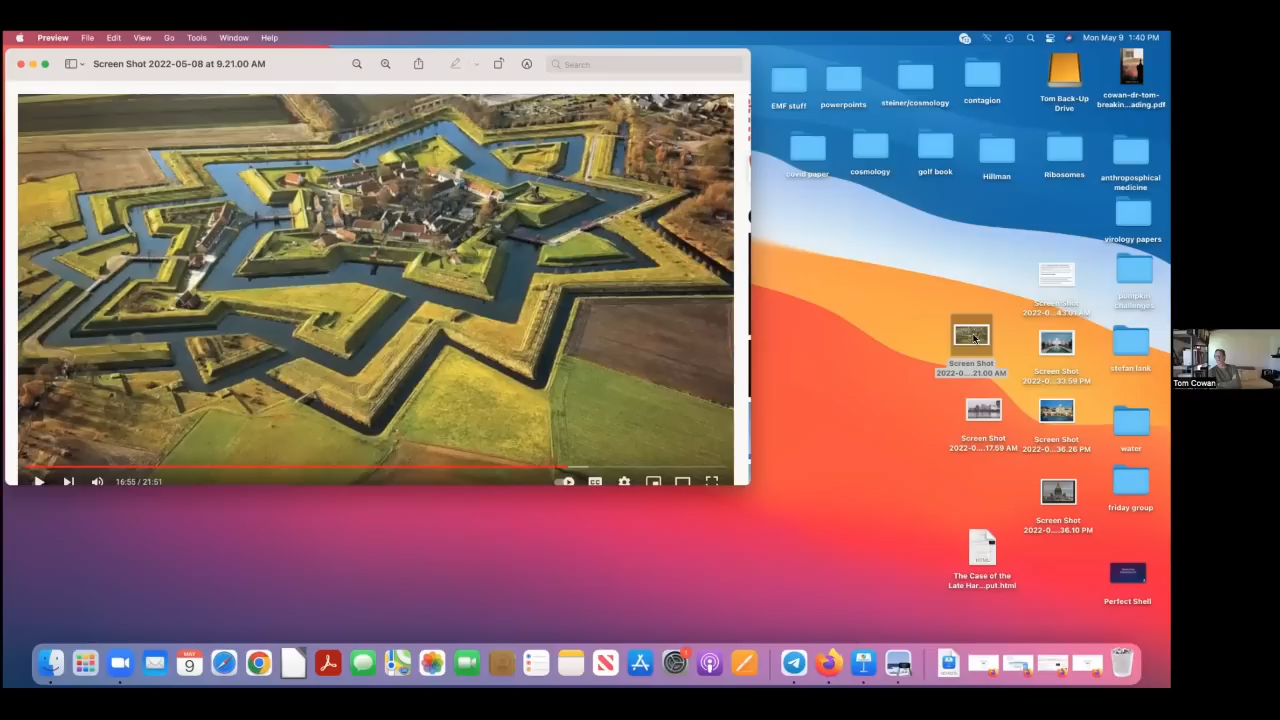 Preview File Edit View Go Tools Window Help
Mon May 9 1:40 PM
Screen Shot 2022-05-08 at 9.21.00 AM
Search
16:55 / 21:51
CC
EMF stuff
powerpoints
steiner/cosmology
contagion
Tom Back-Up
Drive
cowan-dr-tom-
breakin...ading.pdf
covid paper
cosmology
golf book
Hillman
Ribosomes
anthroposphical
medicine
virology papers
Screen Shot
2022-0...43.01 AM
pumpkin
challenges
Screen Shot
2022-0....21.00 AM
Screen Shot
2022-0....33.59 PM
stefan lank
Tom Cowan
Screen Shot
2022-0....17.59 AM
Screen Shot
2022-0....36.26 PM
water
Screen Shot
2022-0....36.10 PM
friday group
HTML
The Case of the
Late Har...put.html
Perfect Shell
MAY
9
1